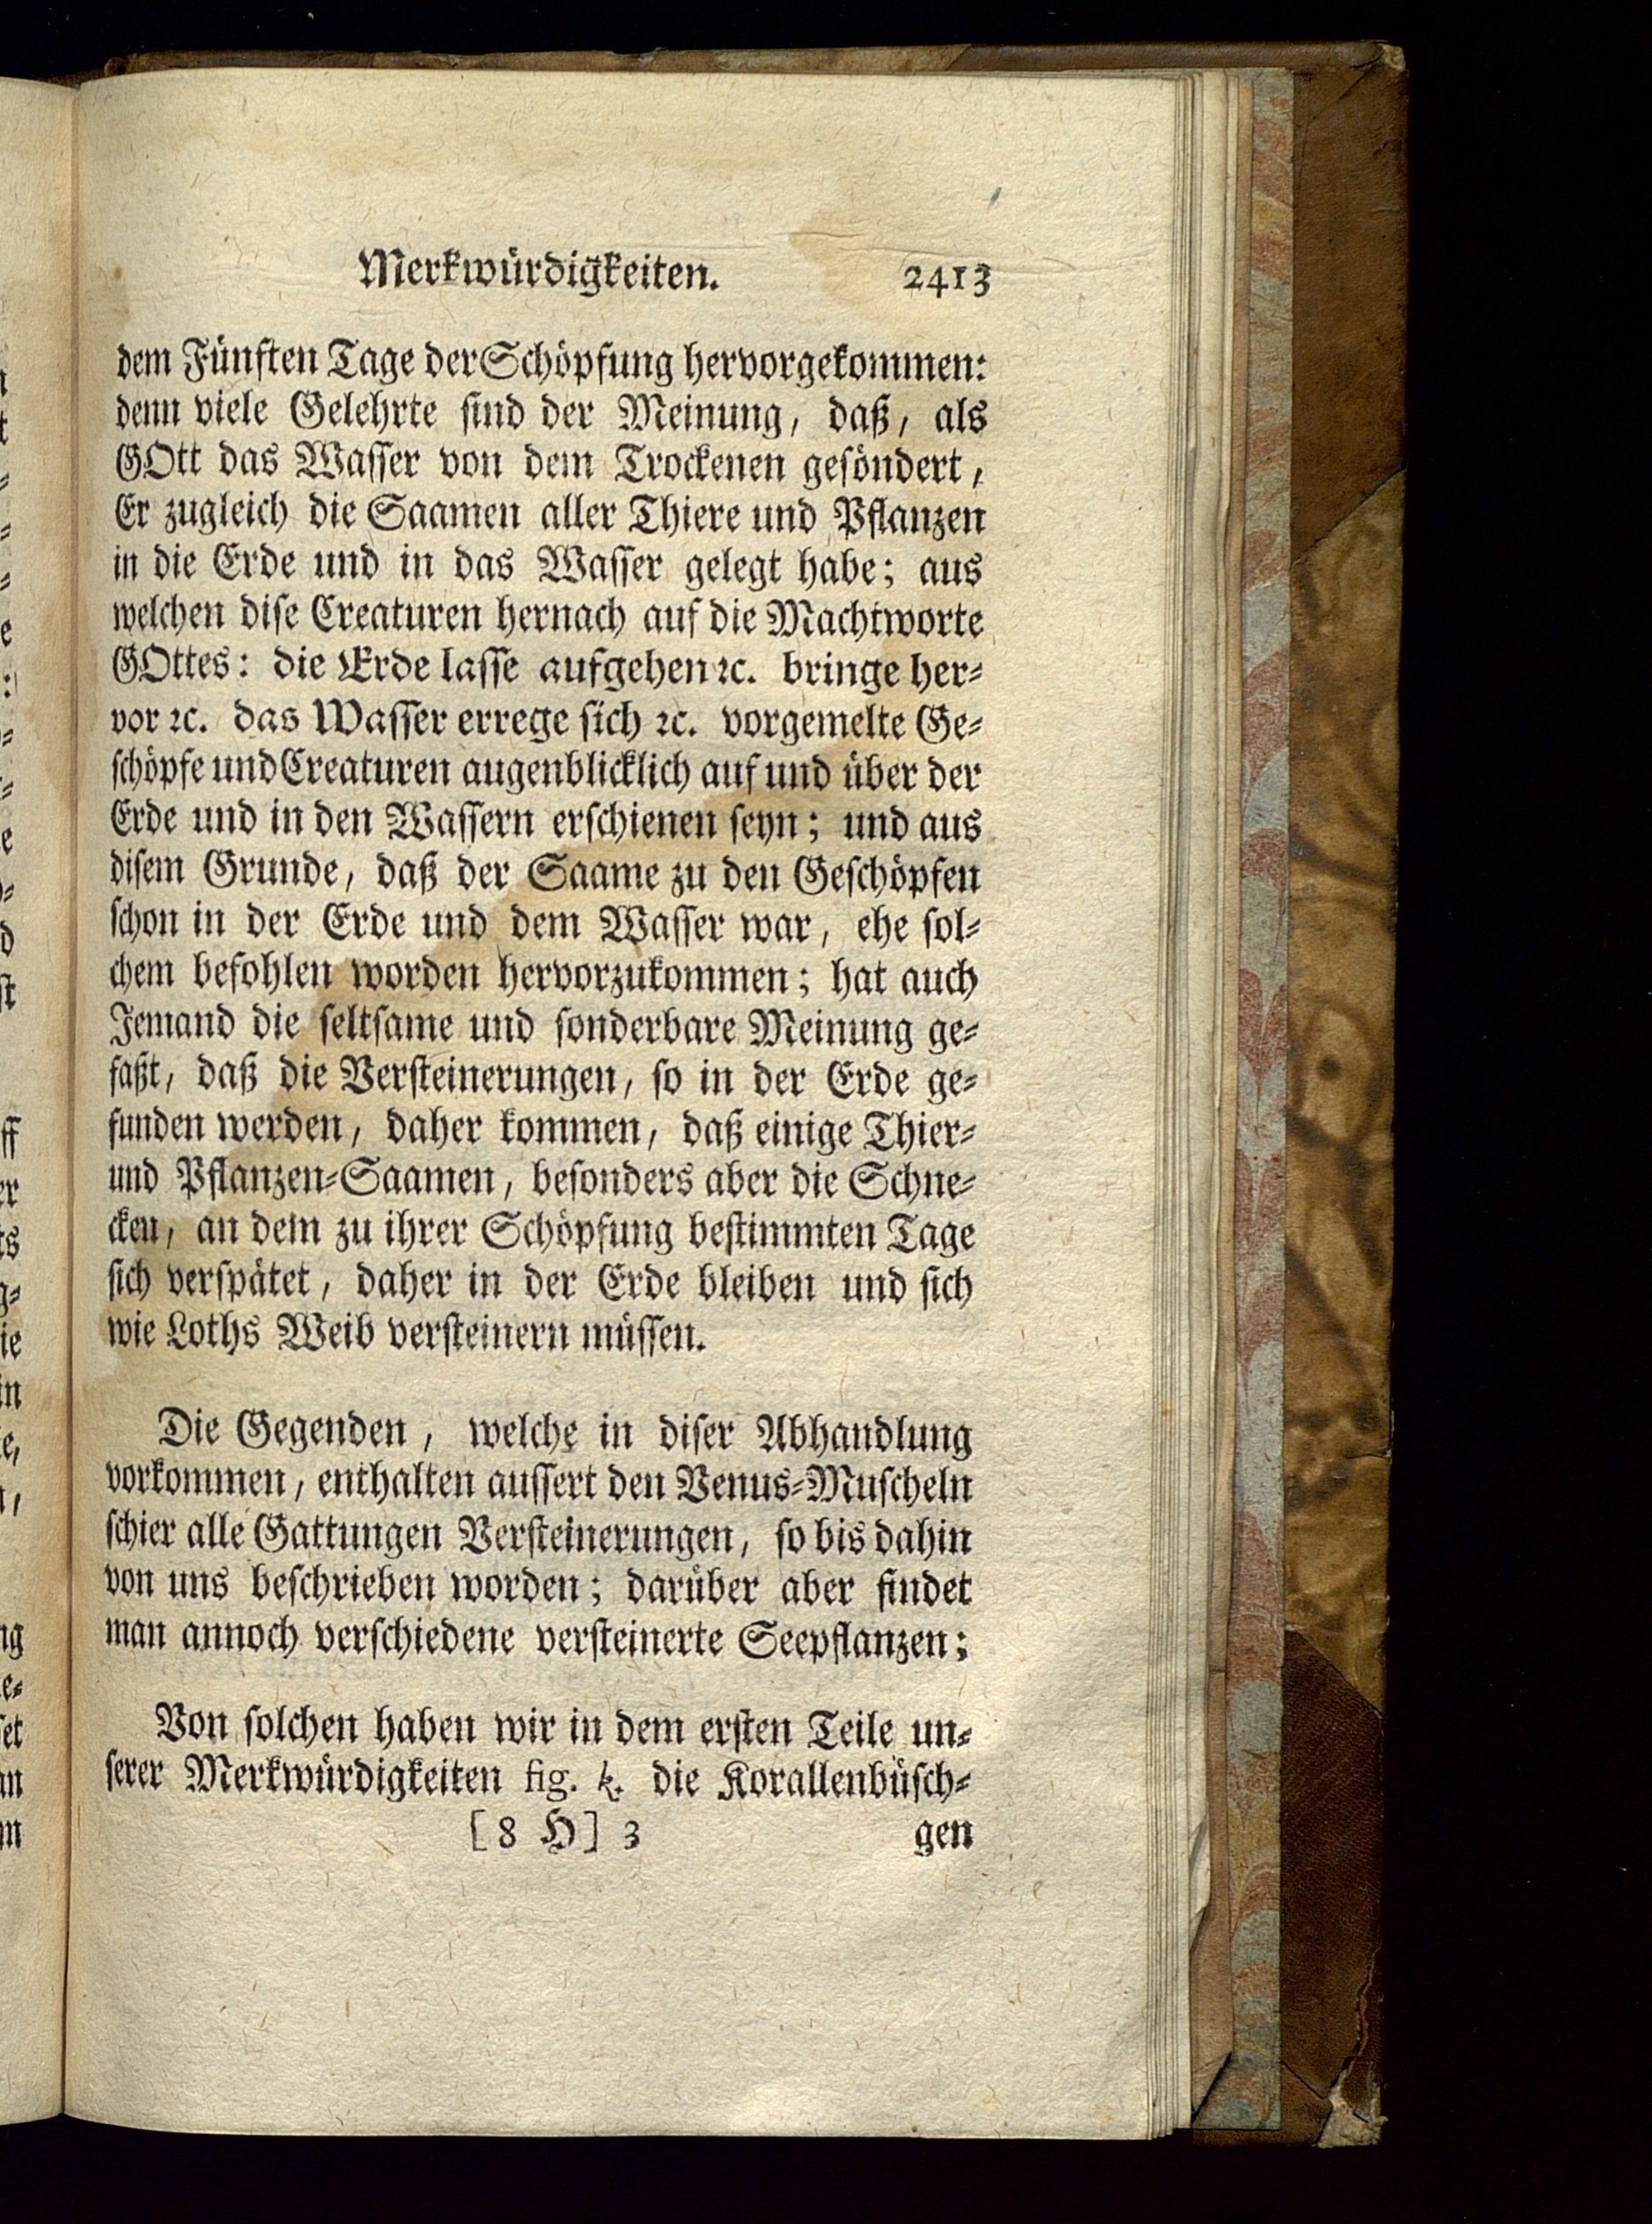 Merkwürdigkeiten. 2413
dem Fünften Tage der Schöpfung hervorgekommen:
denn viele Gelehrte sind der Meinung, daß, als
GOtt das Wasser von dem Trockenen gesöndert,
Er zugleich die Saamen aller Thiere und Pflanzen
in die Erde und in das Wasser gelegt habe; aus
welchen dise Creaturen hernach auf die Machtworte
GOttes: die Erde lasse aufgehen ꝛc. bringe her-
vor ꝛc. das Wasser errege sich ꝛc. vorgemelte Ge-
schöpfe und Creaturen augenblicklich auf und über der
Erde und in den Wassern erschienen seyn; und aus
disem Grunde, daß der Saame zu den Geschöpfen
schon in der Erde und dem Wasser war, ehe sol-
chem befohlen worden hervorzukommen; hat auch
Jemand die seltsame und sonderbare Meinung ge-
faßt, daß die Versteinerungen, so in der Erde ge-
funden werden, daher kommen, daß einige Thier-
und Pflanzen-Saamen, besonders aber die Schne-
cken, an dem zu ihrer Schöpfung bestimmten Tage
sich verspätet, daher in der Erde bleiben und sich
wie Loths Weib versteinern müssen.
Die Gegenden, welche in diser Abhandlung
vorkommen, enthalten aussert den Venus-Muscheln
schier alle Gattungen Versteinerungen, so bis dahin
von uns beschrieben worden; darüber aber findet
man annoch verschiedene versteinerte Seepflanzen;
Von solchen haben wir in dem ersten Teile un-
serer Merkwürdigkeiten fig. k. die Korallenbüsch-
[8 H] 3 gen